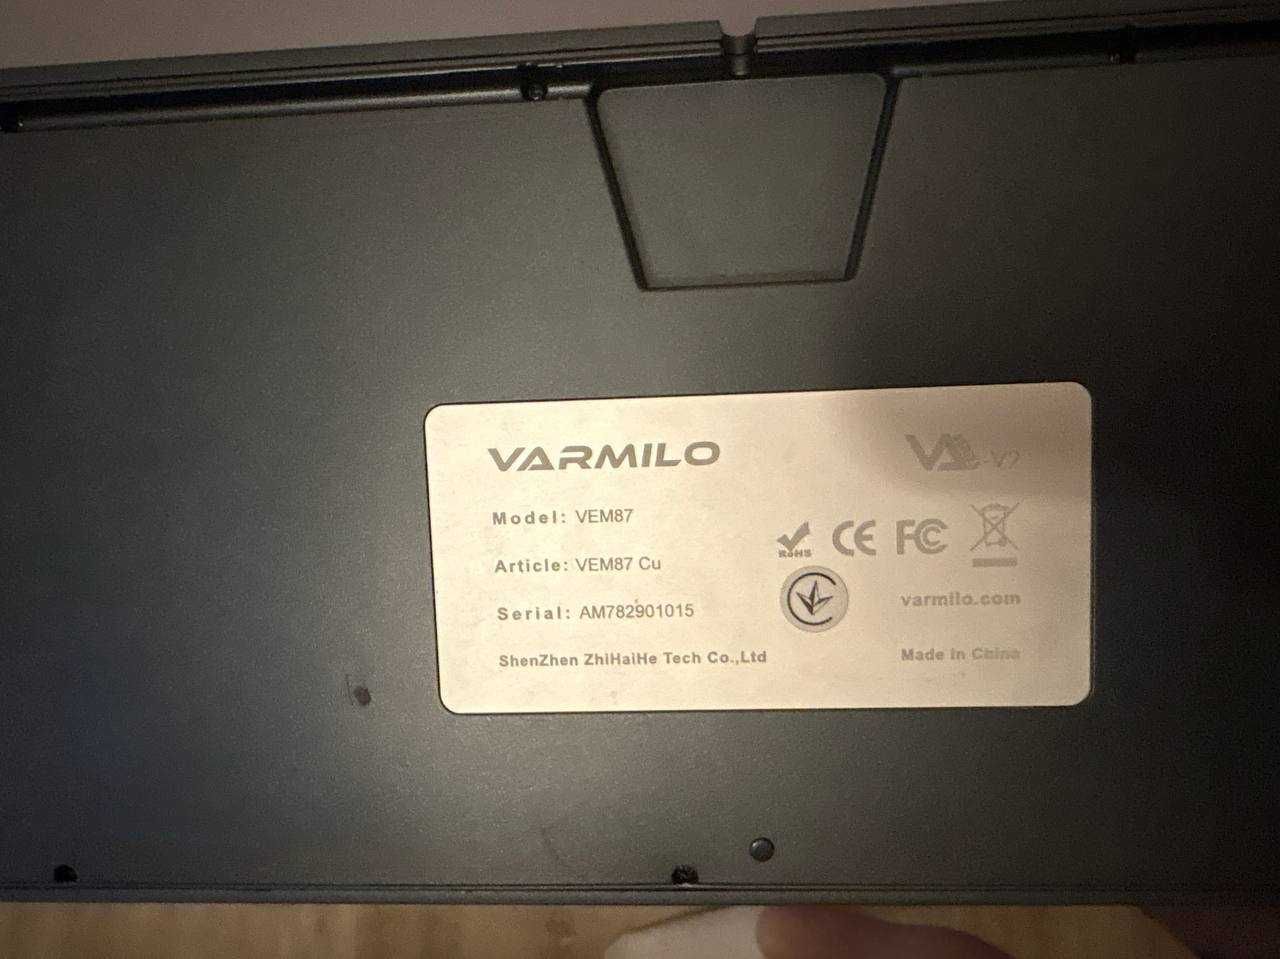 VARMILO
VA-V2
Model: VEM87
Article: VEM87 Cu
Serial: AM782901015
ShenZhen ZhiHaiHe Tech Co.,Ltd
RoHS CE FC
varmilo.com
Made in China